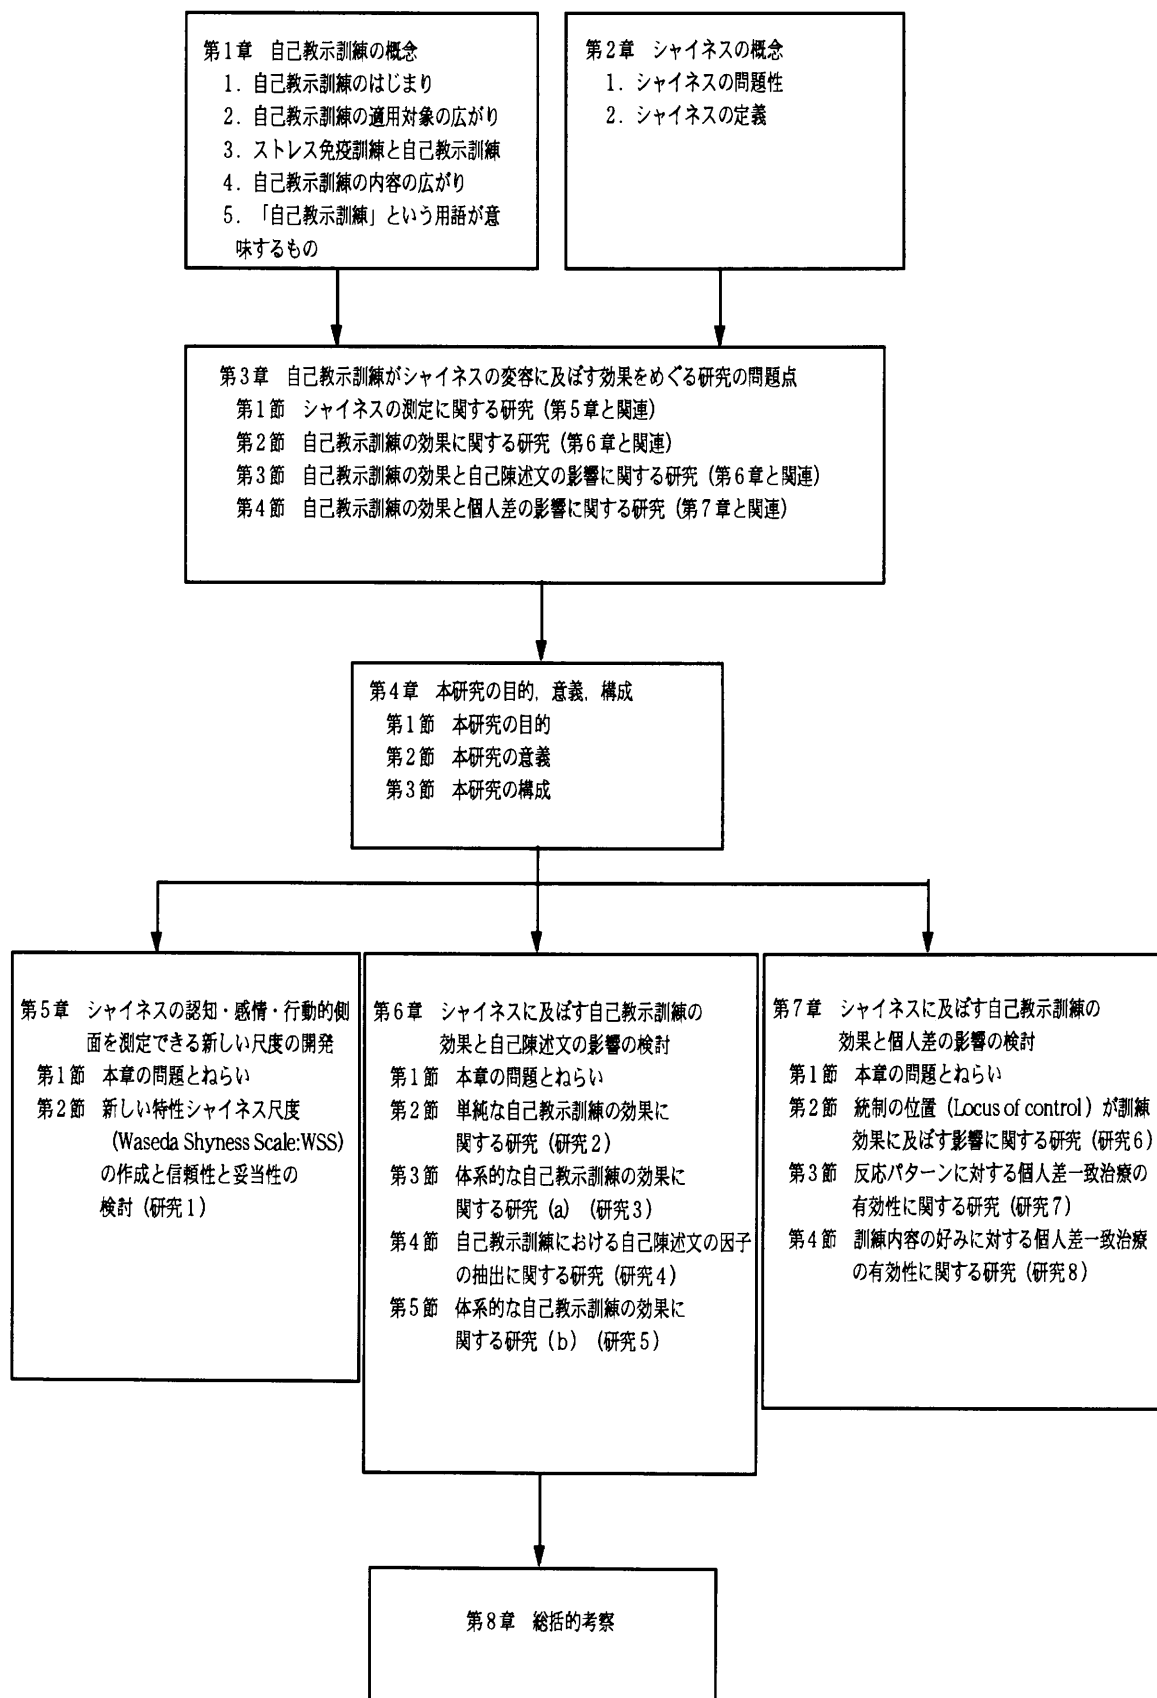 第1章 自己教示訓練の概念
1. 自己教示訓練のはじまり
2. 自己教示訓練の適用対象の広がり
3. ストレス免疫訓練と自己教示訓練
4. 自己教示訓練の内容の広がり
5. 「自己教示訓練」という用語が意
味するもの
第2章 シャイネスの概念
1. シャイネスの問題性
2. シャイネスの定義
第3章 自己教示訓練がシャイネスの変容に及ぼす効果をめぐる研究の問題点
第1節 シャイネスの測定に関する研究(第5章と関連)
第2節 自己教示訓練の効果に関する研究(第6章と関連)
第3節 自己教示訓練の効果と自己陳述文の影響に関する研究(第6章と関連)
第4節 自己教示訓練の効果と個人差の影響に関する研究(第7章と関連)
第4章 本研究の目的, 意義, 構成
第1節 本研究の目的
第2節 本研究の意義
第3節 本研究の構成
第5章 シャイネスの認知・感情・行動的側
面を測定できる新しい尺度の開発
第1節 本章の問題とねらい
第2節 新しい特性シャイネス尺度
(Waseda Shyness Scale:WSS)
の作成と信頼性と妥当性の
検討(研究1)
第6章 シャイネスに及ぼす自己教示訓練の
効果と自己陳述文の影響の検討
第1節 本章の問題とねらい
第2節 単純な自己教示訓練の効果に
関する研究(研究2)
第3節 体系的な自己教示訓練の効果に
関する研究(a) (研究3)
第4節 自己教示訓練における自己陳述文の因子
の抽出に関する研究(研究4)
第5節 体系的な自己教示訓練の効果に
関する研究(b) (研究5)
第7章 シャイネスに及ぼす自己教示訓練の
効果と個人差の影響の検討
第1節 本章の問題とねらい
第2節 統制の位置(Locus of control)が訓練
効果に及ぼす影響に関する研究(研究6)
第3節 反応パターンに対する個人差一致治療の
有効性に関する研究(研究7)
第4節 訓練内容の好みに対する個人差一致治療
の有効性に関する研究(研究8)
第8章 総括的考察